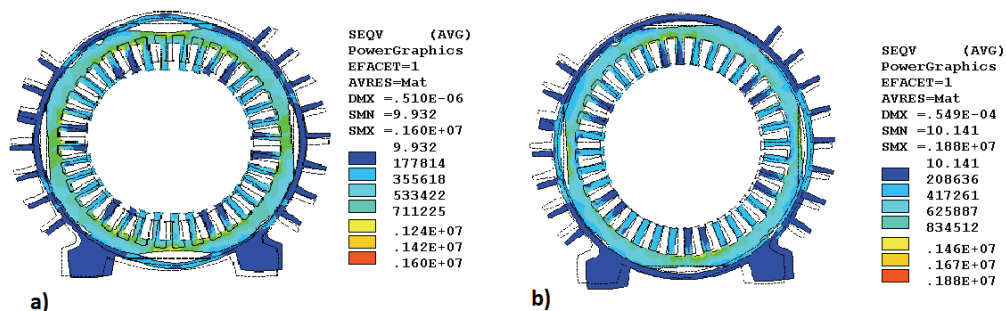 SEQV (AVG)
PowerGraphics
EFACET=1
AVRES=Mat
DMX =.510E-06
SMN =9.932
SMX =.160E+07
9.932
177814
355618
533422
711225
.124E+07
.142E+07
.160E+07
a)
SEQV (AVG)
PowerGraphics
EFACET=1
AVRES=Mat
DMX =.549E-04
SMN =10.141
SMX =.188E+07
10.141
208636
417261
625887
834512
.146E+07
.167E+07
.188E+07
b)